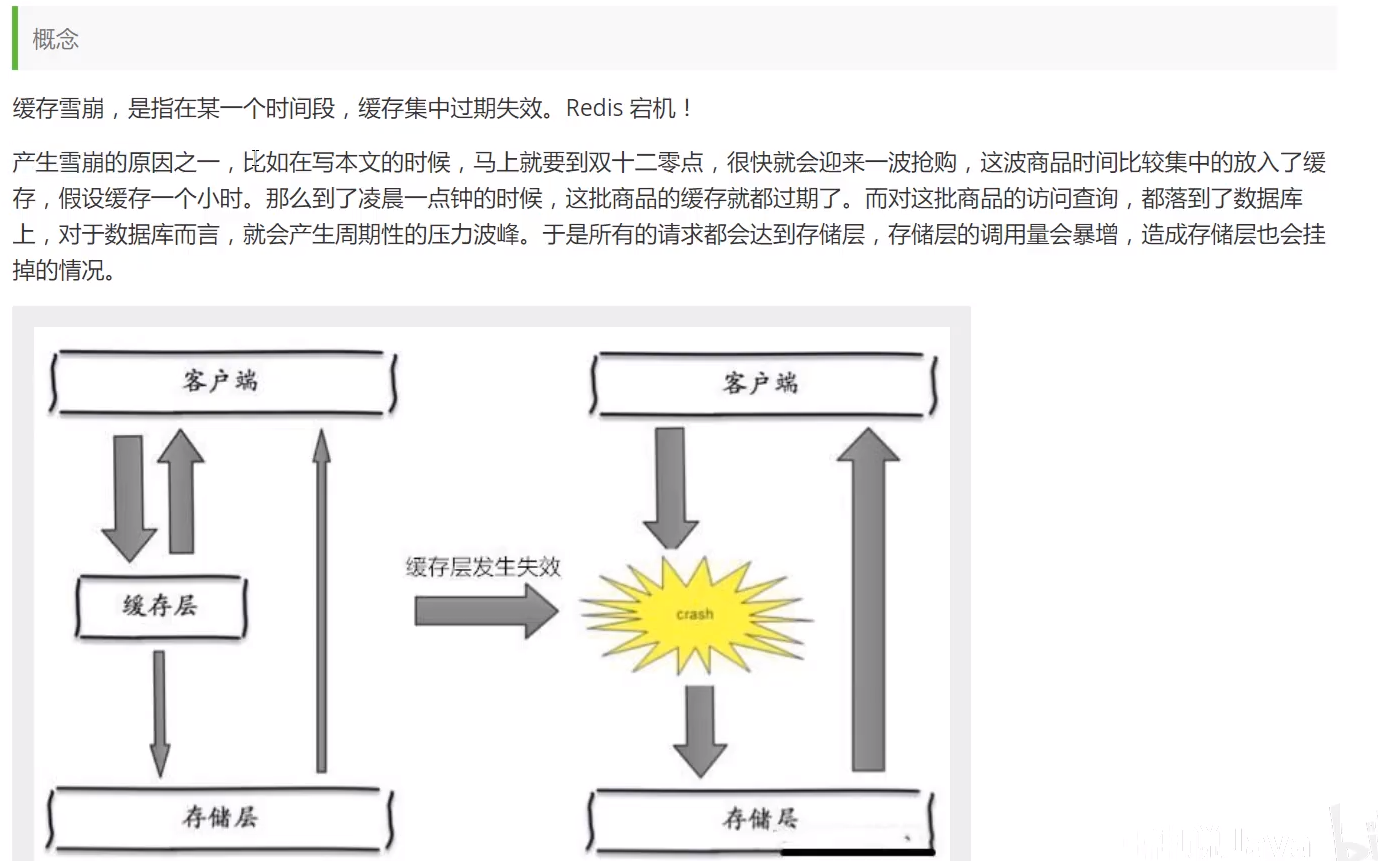 概念
缓存雪崩，是指在某一个时间段，缓存集中过期失效。Redis 宕机！
产生雪崩的原因之一，比如在写本文的时候，马上就要到双十二零点，很快就会迎来一波抢购，这波商品时间比较集中的放入了缓
存，假设缓存一个小时。那么到了凌晨一点钟的时候，这批商品的缓存就都过期了。而对这批商品的访问查询，都落到了数据库
上，对于数据库而言，就会产生周期性的压力波峰。于是所有的请求都会达到存储层，存储层的调用量会暴增，造成存储层也会挂
掉的情况。
客户端
客户端
缓存层发生失效
缓存层
crash
存储层
存储层